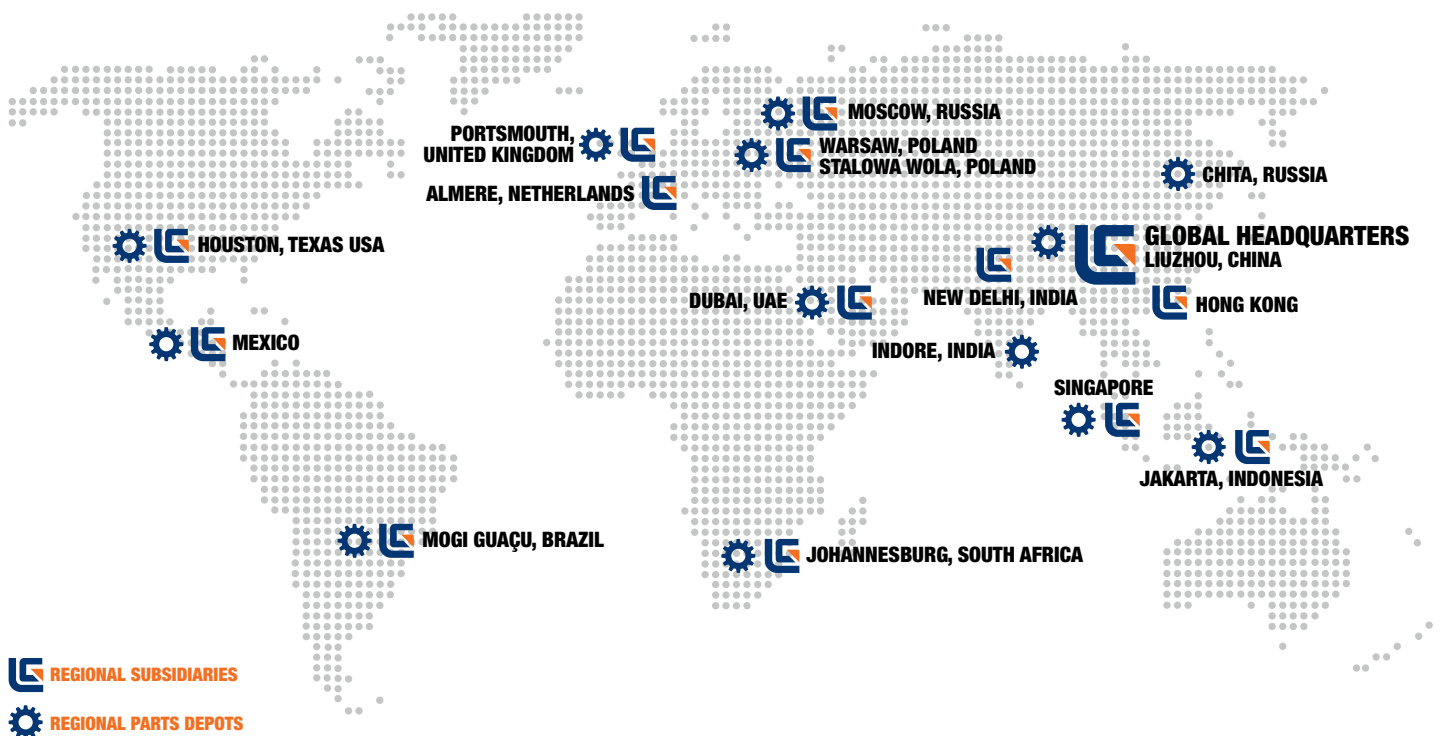 MOSCOW, RUSSIA
PORTSMOUTH,
UNITED KINGDOM
WARSAW, POLAND
STALOWA WOLA, POLAND
CHITA, RUSSIA
ALMERE, NETHERLANDS
HOUSTON, TEXAS USA
GLOBAL HEADQUARTERS
LIUZHOU, CHINA
NEW DELHI, INDIA
DUBAI, UAE
HONG KONG
MEXICO
INDORE, INDIA
SINGAPORE
JAKARTA, INDONESIA
MOGI GUAÇU, BRAZIL
JOHANNESBURG, SOUTH AFRICA
REGIONAL SUBSIDIARIES
REGIONAL PARTS DEPOTS